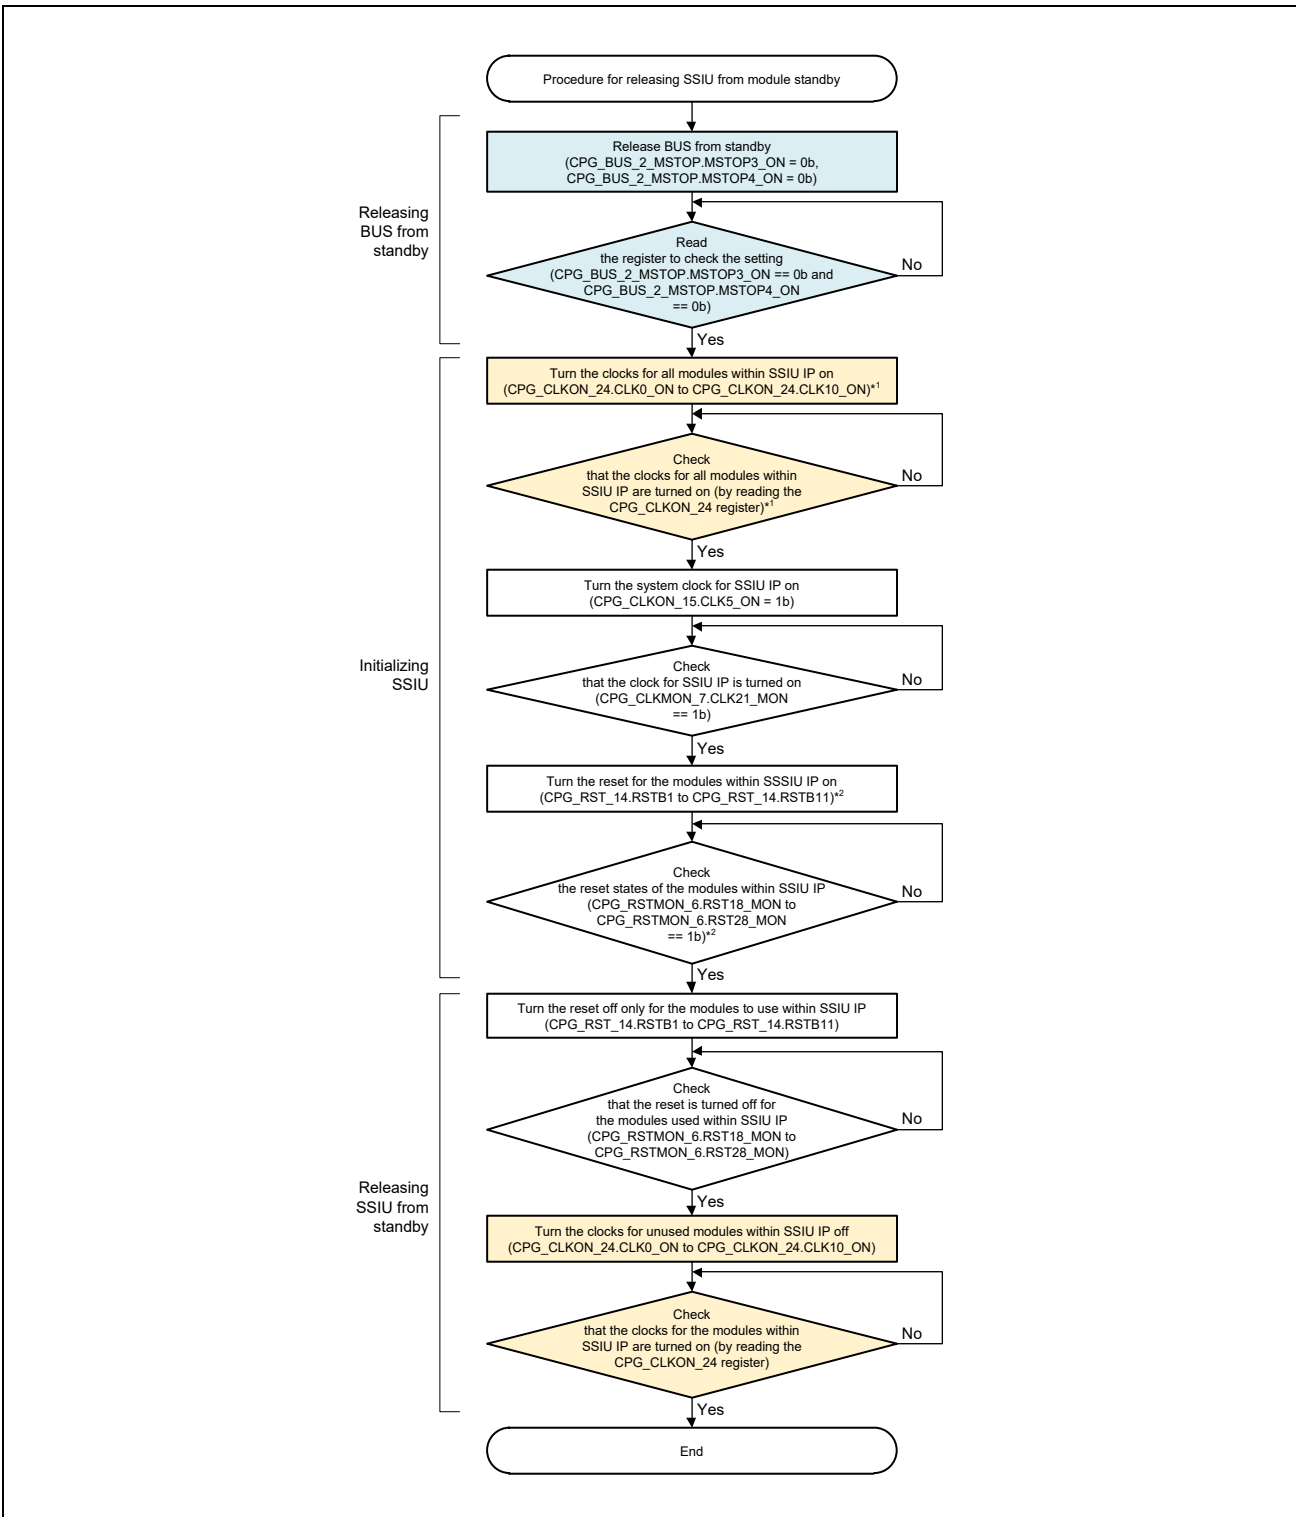 Procedure for releasing SSIU from module standby
Releasing
BUS from
standby
Release BUS from standby
(CPG_BUS_2_MSTOP.MSTOP3_ON = 0b,
CPG_BUS_2_MSTOP.MSTOP4_ON = 0b)
Read
the register to check the setting
(CPG_BUS_2_MSTOP.MSTOP3_ON == 0b and
CPG_BUS_2_MSTOP.MSTOP4_ON
== 0b)
No
Yes
Initializing
SSIU
Turn the clocks for all modules within SSIU IP on
(CPG_CLKON_24.CLK0_ON to CPG_CLKON_24.CLK10_ON)*1
Check
that the clocks for all modules within
SSIU IP are turned on (by reading the
CPG_CLKON_24 register)*1
No
Yes
Turn the system clock for SSIU IP on
(CPG_CLKON_15.CLK5_ON = 1b)
Check
that the clock for SSIU IP is turned on
(CPG_CLKMON_7.CLK21_MON
== 1b)
No
Yes
Turn the reset for the modules within SSSIU IP on
(CPG_RST_14.RSTB1 to CPG_RST_14.RSTB11)*2
Check
the reset states of the modules within SSIU IP
(CPG_RSTMON_6.RST18_MON to
CPG_RSTMON_6.RST28_MON
== 1b)*2
No
Yes
Releasing
SSIU from
standby
Turn the reset off only for the modules to use within SSIU IP
(CPG_RST_14.RSTB1 to CPG_RST_14.RSTB11)
Check
that the reset is turned off for
the modules used within SSIU IP
(CPG_RSTMON_6.RST18_MON to
CPG_RSTMON_6.RST28_MON)
No
Yes
Turn the clocks for unused modules within SSIU IP off
(CPG_CLKON_24.CLK0_ON to CPG_CLKON_24.CLK10_ON)
Check
that the clocks for the modules within
SSIU IP are turned on (by reading the
CPG_CLKON_24 register)
No
Yes
End